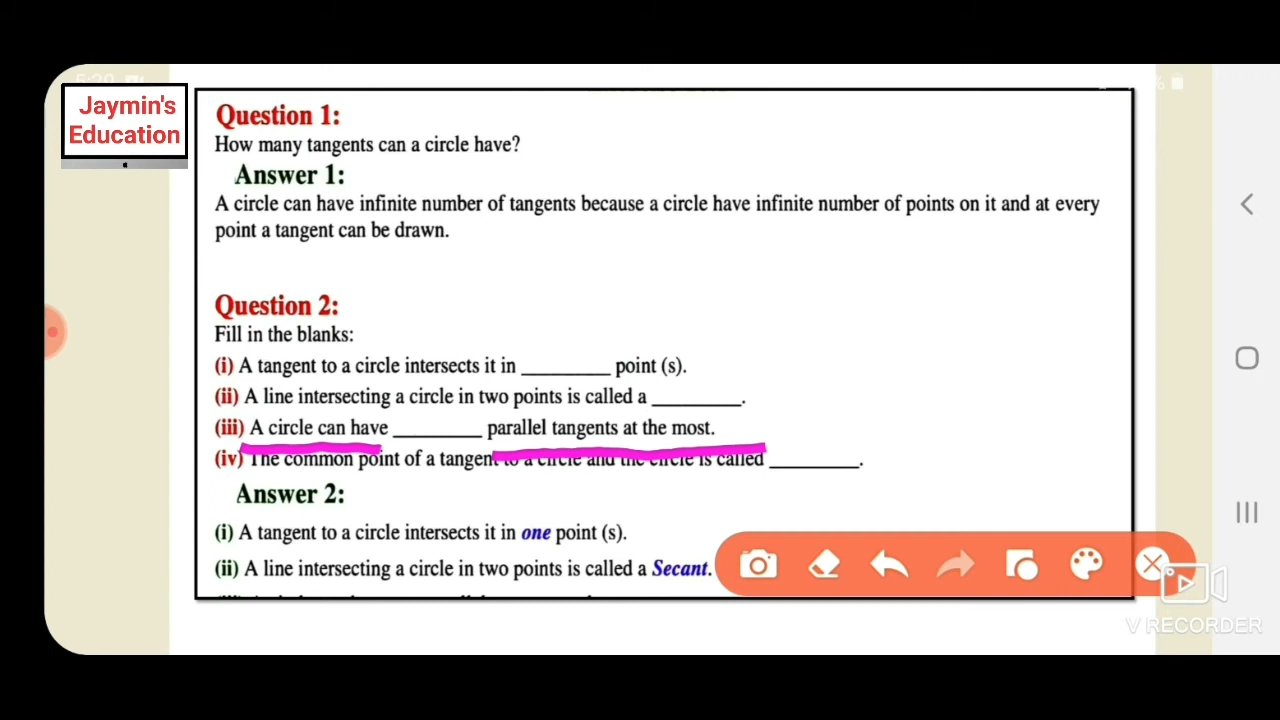 Jaymin's
Education
Question 1:
How many tangents can a circle have?
Answer 1:
A circle can have infinite number of tangents because a circle have infinite number of points on it and at every
point a tangent can be drawn.
Question 2:
Fill in the blanks:
(i) A tangent to a circle intersects it in _________ point (s).
(ii) A line intersecting a circle in two points is called a _________.
(iii) A circle can have _________ parallel tangents at the most.
(iv) The common point of a tangent to a circle and the circle is called _________.
Answer 2:
(i) A tangent to a circle intersects it in one point (s).
(ii) A line intersecting a circle in two points is called a Secant.
V RECORDER